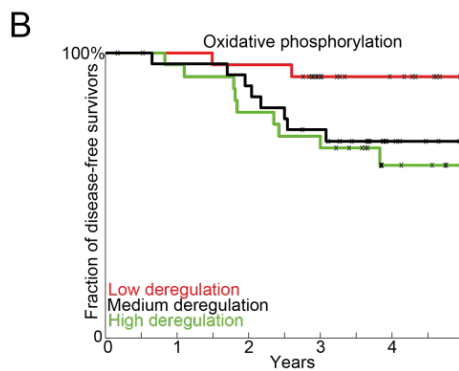 B
Oxidative phosphorylation
100%
Fraction of disease-free survivors
Low deregulation
Medium deregulation
High deregulation
0
0 1 2 3 4
Years